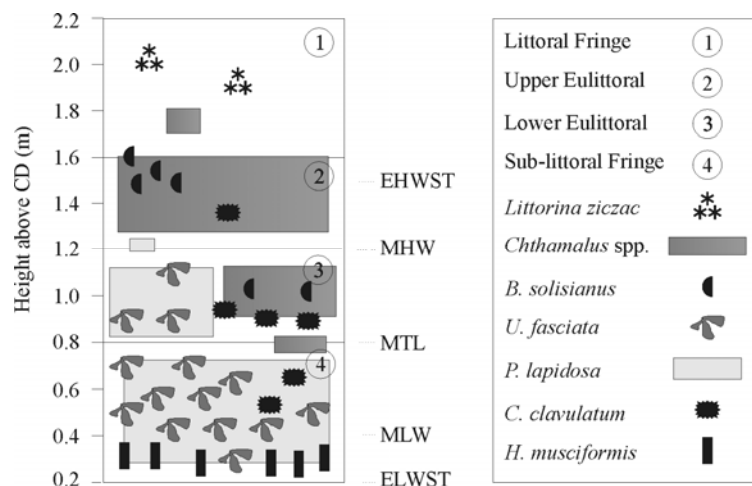 Height above CD (m)
2.2
2.0
1.8
1.6
1.4
1.2
1.0
0.8
0.6
0.4
0.2
1
2
3
4
EHWST
MHW
MTL
MLW
ELWST
Littoral Fringe 1
Upper Eulittoral 2
Lower Eulittoral 3
Sub-littoral Fringe 4
Littorina ziczac
Chthamalus spp.
B. solisianus
U. fasciata
P. lapidosa
C. clavulatum
H. musciformis